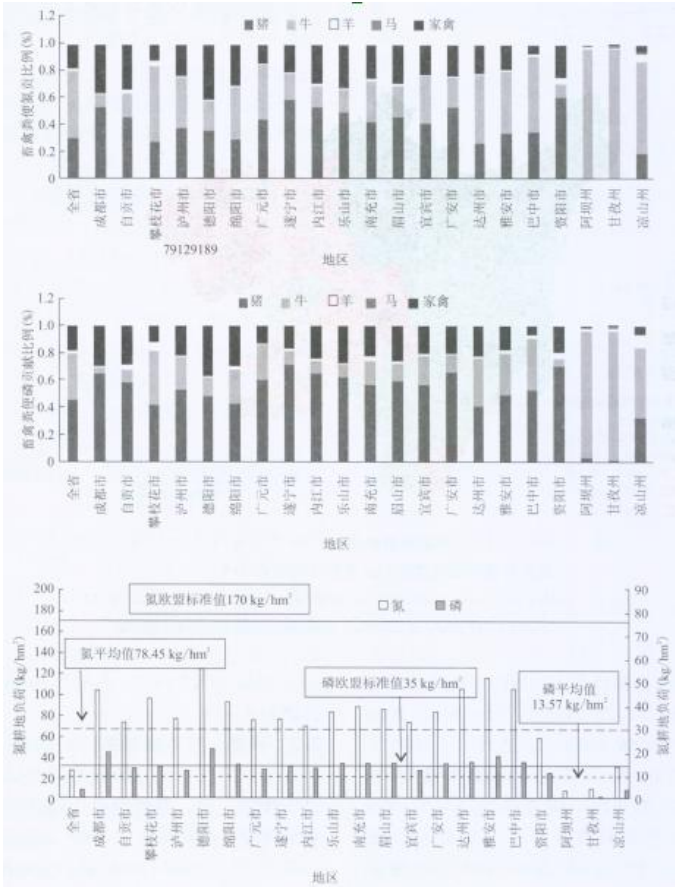 1.2
■猪 ■牛 □羊 ■马 ■家禽
1.0
0.8
0.6
0.4
0.2
0
畜禽粪便氮贡比例(%)
全省 成都市 自贡市 攀枝花市 泸州市 德阳市 绵阳市 广元市 遂宁市 内江市 乐山市 南充市 眉山市 宜宾市 广安市 达州市 雅安市 巴中市 资阳市 阿坝州 甘孜州 凉山州
79129189
地区
1.2
■猪 ■牛 □羊 ■马 ■家禽
1.0
0.8
0.6
0.4
0.2
0
畜禽粪便磷贡献比例(%)
全省 成都市 自贡市 攀枝花市 泸州市 德阳市 绵阳市 广元市 遂宁市 内江市 乐山市 南充市 眉山市 宜宾市 广安市 达州市 雅安市 巴中市 资阳市 阿坝州 甘孜州 凉山州
地区
200
180
160
140
120
100
80
60
40
20
0
氮耕地负荷(kg/hm²)
氮欧盟标准值170 kg/hm²
□氮 ■磷
氮平均值78.45 kg/hm²
磷欧盟标准值35 kg/hm²
磷平均值
13.57 kg/hm²
90
80
70
60
50
40
30
20
10
0
氮耕地负荷(kg/hm²)
全省 成都市 自贡市 攀枝花市 泸州市 德阳市 绵阳市 广元市 遂宁市 内江市 乐山市 南充市 眉山市 宜宾市 广安市 达州市 雅安市 巴中市 资阳市 阿坝州 甘孜州 凉山州
地区